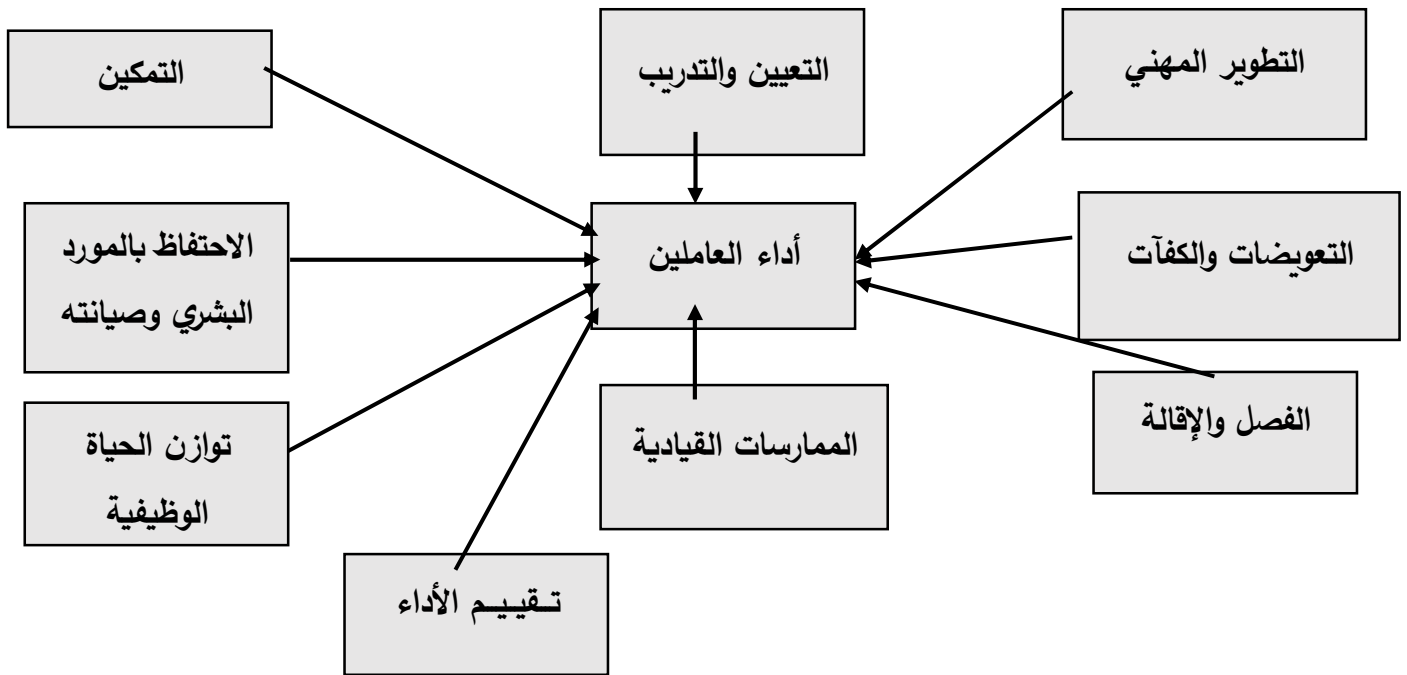 التطوير المهني
التعيين والتدريب
التمكين
التعويضات والكفآت
أداء العاملين
الاحتفاظ بالمورد
البشري وصيانته
الفصل والإقالة
الممارسات القيادية
توازن الحياة
الوظيفية
تـقيـيـم الأداء